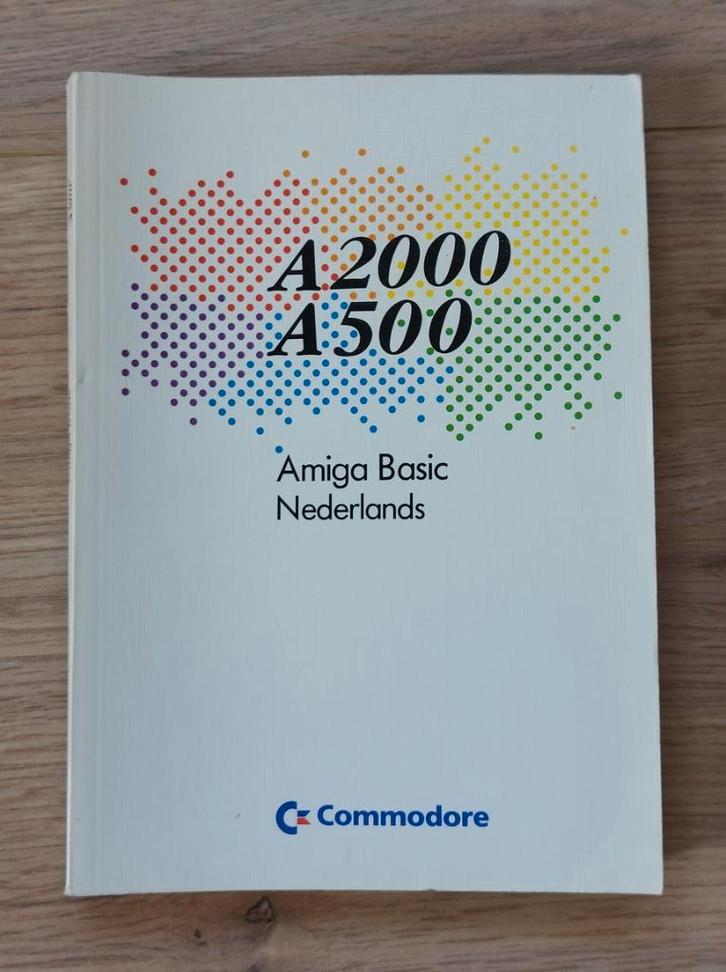 A2000
A500
Amiga Basic
Nederlands
Commodore